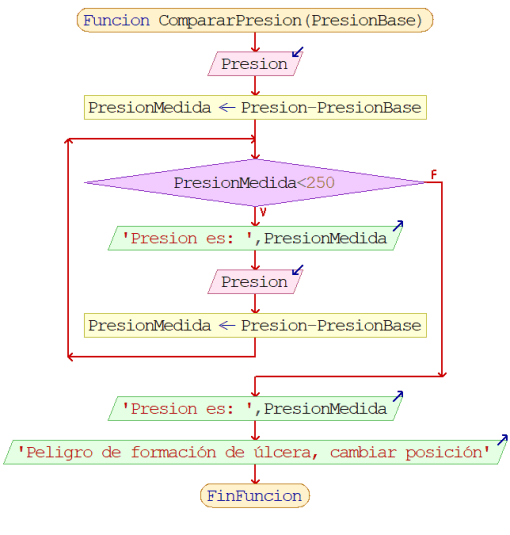 Funcion CompararPresion(PresionBase)
Presion
PresionMedida ← Presion-PresionBase
PresionMedida<250
F
V
'Presion es: ',PresionMedida
Presion
PresionMedida ← Presion-PresionBase
'Presion es: ',PresionMedida
'Peligro de formación de úlcera, cambiar posición'
FinFuncion